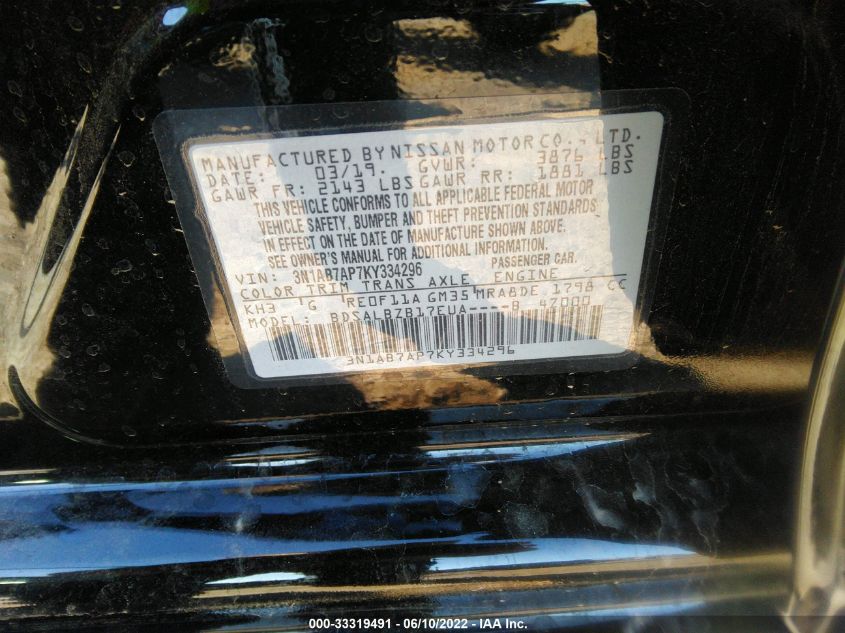 MANUFACTURED BY NISSAN MOTOR CO., LTD.
DATE: 03/19. GVWR: 3876 LBS
GAWR FR: 2143 LBS GAWR RR: 1881 LBS
THIS VEHICLE CONFORMS TO ALL APPLICABLE FEDERAL MOTOR
VEHICLE SAFETY, BUMPER AND THEFT PREVENTION STANDARDS
IN EFFECT ON THE DATE OF MANUFACTURE SHOWN ABOVE.
SEE OWNER'S MANUAL FOR ADDITIONAL INFORMATION.
VIN: 3N1AB7AP7KY334296 PASSENGER CAR.
COLOR TRIM TRANS AXLE ENGINE
KH3 G RE0F11A GM35 MRA8DE 1798 CC
MODEL: BDSALBZB17EUA----B 42000
3N1AB7AP7KY334296
000-33319491 - 06/10/2022 - IAA Inc.